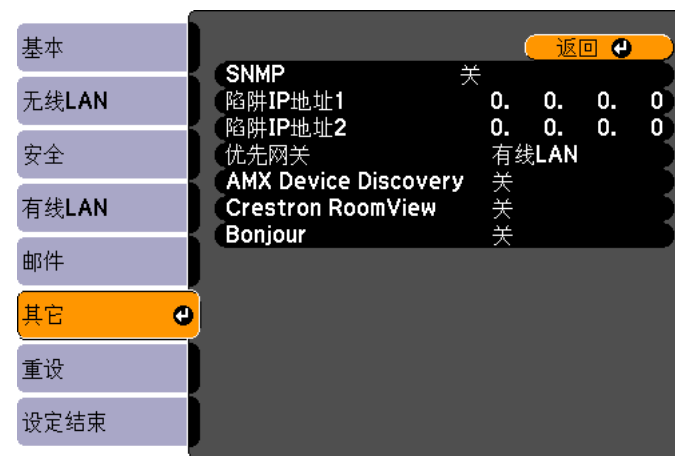 基本
无线LAN
安全
有线LAN
邮件
其它
重设
设定结束
返回
SNMP 关
陷阱IP地址1 0. 0. 0. 0
陷阱IP地址2 0. 0. 0. 0
优先网关 有线LAN
AMX Device Discovery 关
Crestron RoomView 关
Bonjour 关